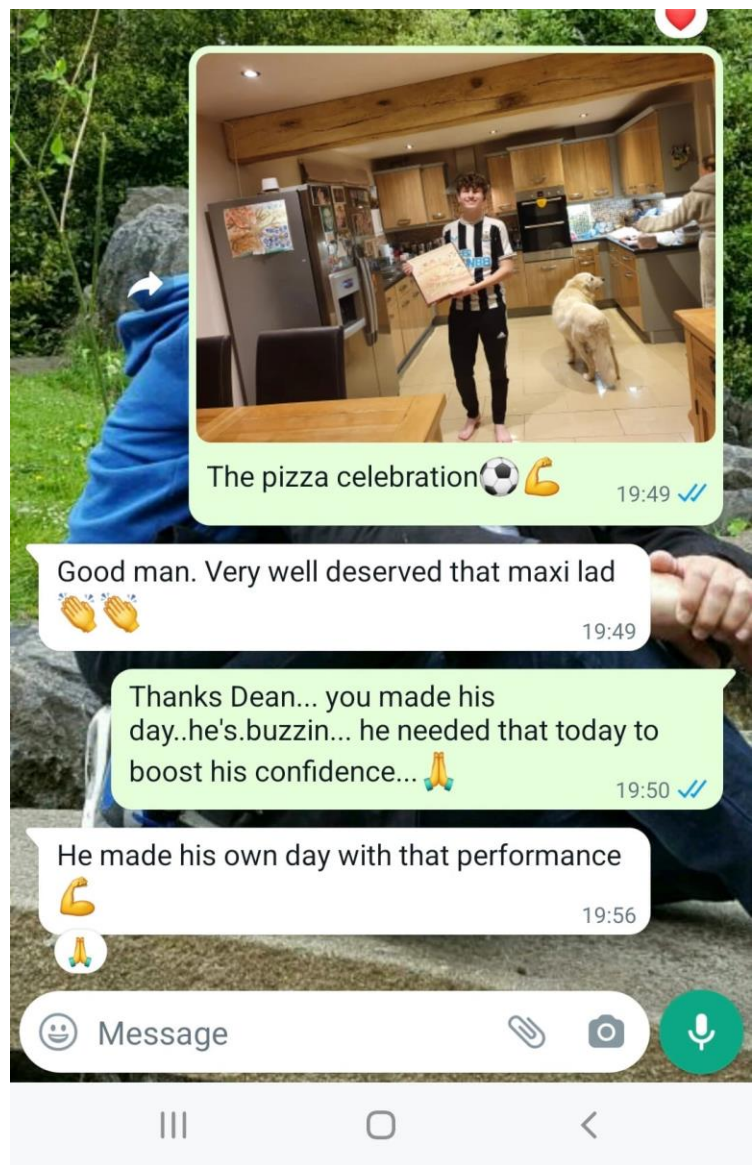 The pizza celebration⚽💪
19:49
Good man. Very well deserved that maxi lad
👏👏
19:49
Thanks Dean... you made his
day..he's.buzzin... he needed that today to
boost his confidence...🙏
19:50
He made his own day with that performance
💪
19:56
Message